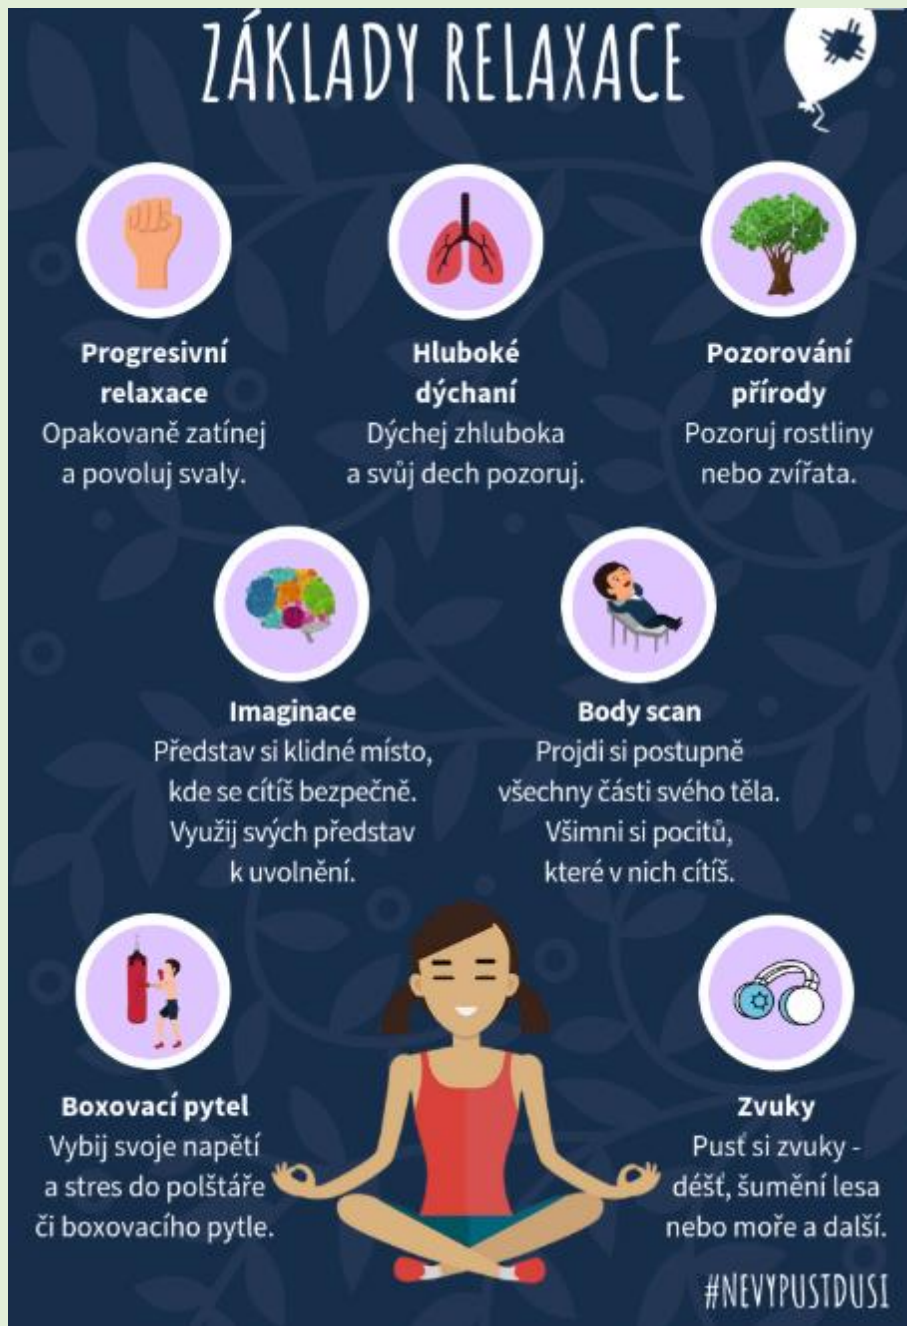 ZÁKLADY RELAXACE
Progresivní
relaxace
Opakovaně zatínej
a povoluj svaly.
Hluboké
dýchaní
Dýchej zhluboka
a svůj dech pozoruj.
Pozorování
přírody
Pozoruj rostliny
nebo zvířata.
Imaginace
Představ si klidné místo,
kde se cítíš bezpečně.
Využij svých představ
k uvolnění.
Body scan
Projdi si postupně
všechny části svého těla.
Všimni si pocitů,
které v nich cítíš.
Boxovací pytel
Vybij svoje napětí
a stres do polštáře
či boxovacího pytle.
Zvuky
Pusť si zvuky -
déšť, šumění lesa
nebo moře a další.
#NEVYPUSTDUSI